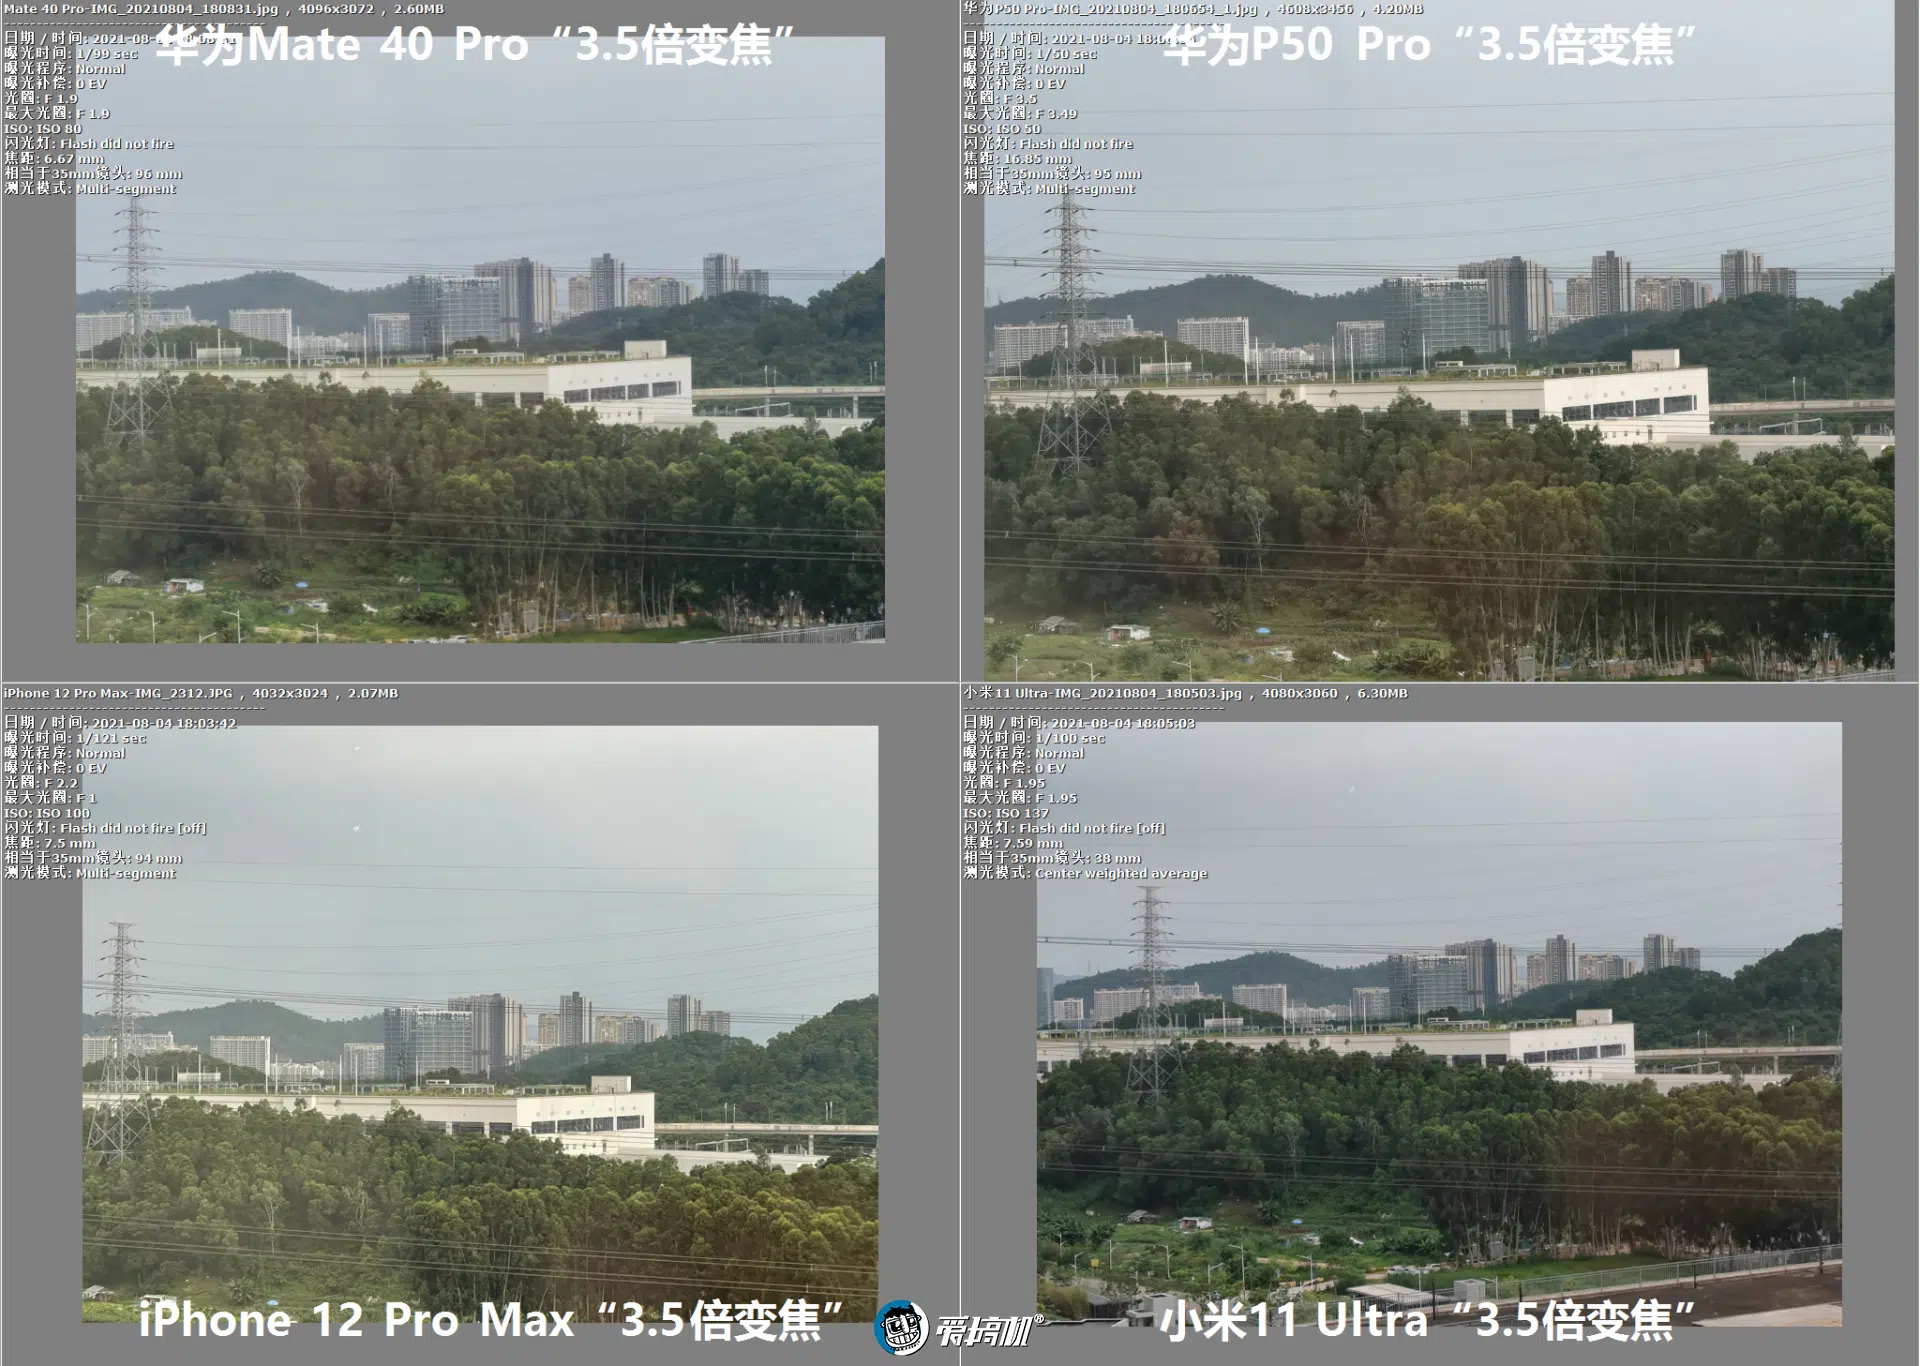 Mate 40 Pro-IMG_20210804_180831.jpg , 4096x3072 , 2.60MB
日期 / 时间: 2021-08-
华为Mate 40 Pro“3.5倍变焦”
曝光时间: 1/99 sec
曝光程序: Normal
曝光补偿: 0 EV
光圈: F 1.9
最大光圈: F 1.9
ISO: ISO 80
闪光灯: Flash did not fire
焦距: 6.67 mm
相当于35mm镜头: 96 mm
测光模式: Multi-segment
华为P50 Pro-IMG_20210804_180654_1.jpg , 4608x3456 , 4.20MB
日期 / 时间: 2021-08-04
华为P50 Pro“3.5倍变焦”
曝光时间: 1/50 sec
曝光程序: Normal
曝光补偿: 0 EV
光圈: F 3.5
最大光圈: F 3.49
ISO: ISO 50
闪光灯: Flash did not fire
焦距: 16.85 mm
相当于35mm镜头: 95 mm
测光模式: Multi-segment
iPhone 12 Pro Max-IMG_2312.JPG , 4032x3024 , 2.07MB
日期 / 时间: 2021-08-04 18:03:42
曝光时间: 1/121 sec
曝光程序: Normal
曝光补偿: 0 EV
光圈: F 2.2
最大光圈: F 1
ISO: ISO 100
闪光灯: Flash did not fire [off]
焦距: 7.5 mm
相当于35mm镜头: 94 mm
测光模式: Multi-segment
iPhone 12 Pro Max“3.5倍变焦”
小米11 Ultra-IMG_20210804_180503.jpg , 4080x3060 , 6.30MB
日期 / 时间: 2021-08-04 18:05:03
曝光时间: 1/100 sec
曝光程序: Normal
曝光补偿: 0 EV
光圈: F 1.95
最大光圈: F 1.95
ISO: ISO 137
闪光灯: Flash did not fire [off]
焦距: 7.59 mm
相当于35mm镜头: 38 mm
测光模式: Center weighted average
小米11 Ultra“3.5倍变焦”
爱搞机®